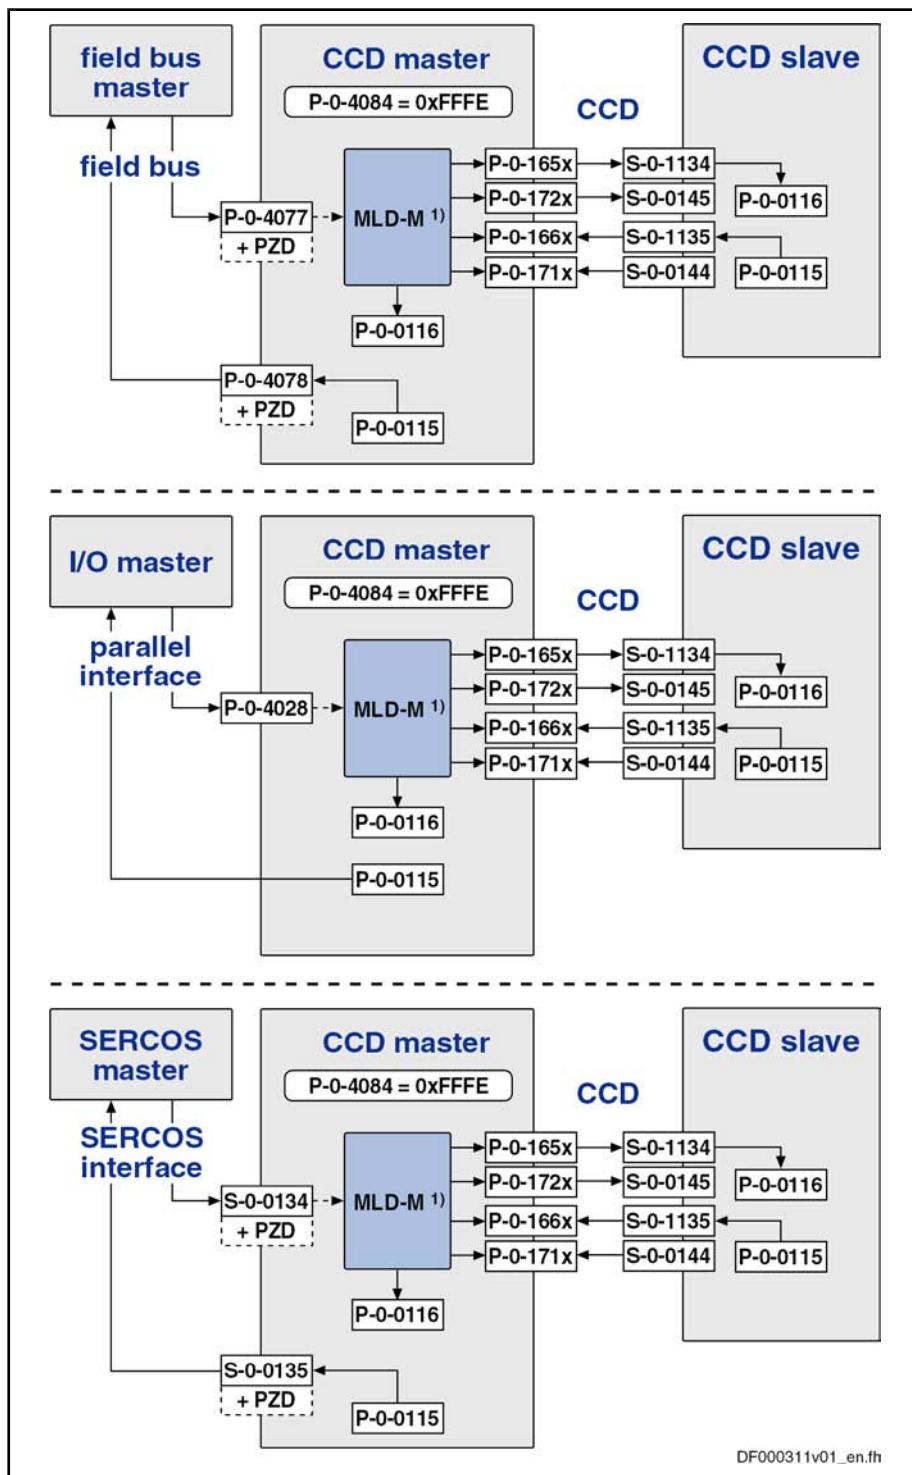 field bus
master
CCD master
CCD slave
P-0-4084 = 0xFFFE
CCD
field bus
P-0-4077
+ PZD
MLD-M 1)
P-0-165x
S-0-1134
P-0-172x
S-0-0145
P-0-166x
S-0-1135
P-0-171x
S-0-0144
P-0-0116
P-0-0115
P-0-0116
P-0-4078
+ PZD
P-0-0115
I/O master
CCD master
CCD slave
P-0-4084 = 0xFFFE
CCD
parallel
interface
P-0-4028
MLD-M 1)
P-0-165x
S-0-1134
P-0-172x
S-0-0145
P-0-166x
S-0-1135
P-0-171x
S-0-0144
P-0-0116
P-0-0115
P-0-0116
P-0-0115
SERCOS
master
CCD master
CCD slave
P-0-4084 = 0xFFFE
CCD
SERCOS
interface
S-0-0134
+ PZD
MLD-M 1)
P-0-165x
S-0-1134
P-0-172x
S-0-0145
P-0-166x
S-0-1135
P-0-171x
S-0-0144
P-0-0116
P-0-0115
P-0-0116
S-0-0135
+ PZD
P-0-0115
DF000311v01_en.fh